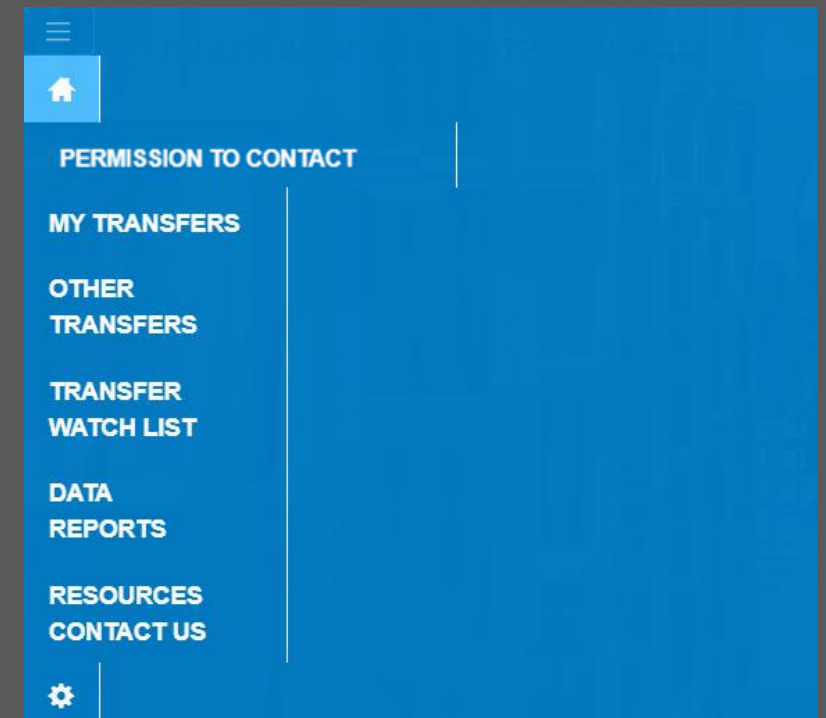 PERMISSION TO CONTACT
MY TRANSFERS
OTHER
TRANSFERS
TRANSFER
WATCH LIST
DATA
REPORTS
RESOURCES
CONTACT US